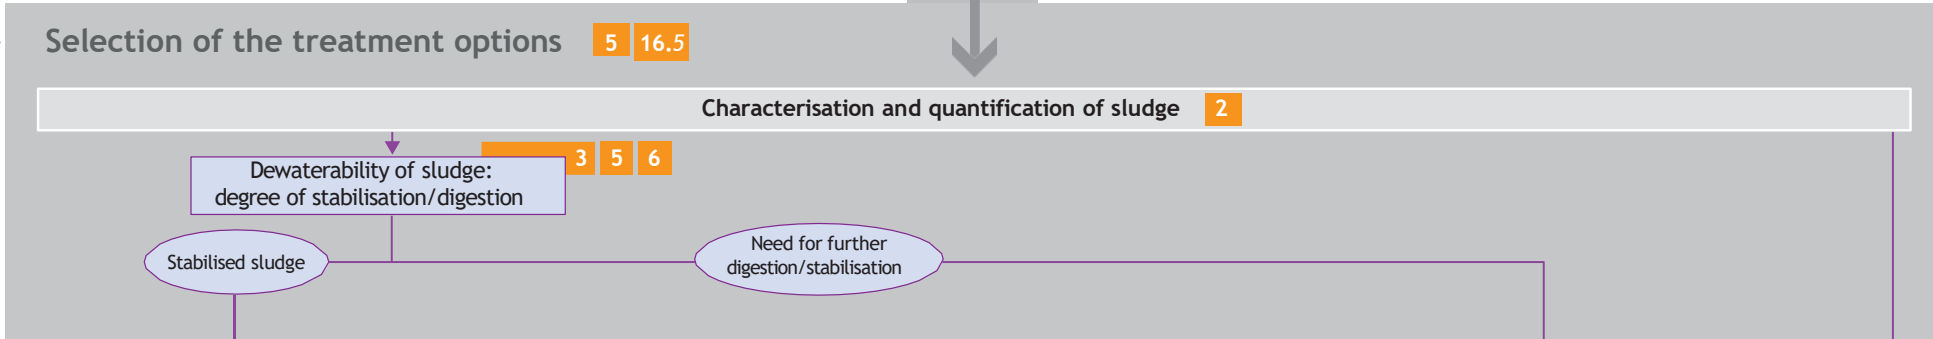 Selection of the treatment options 5 16.5
Characterisation and quantification of sludge 2
3 5 6
Dewaterability of sludge:
degree of stabilisation/digestion
Stabilised sludge
Need for further
digestion/stabilisation